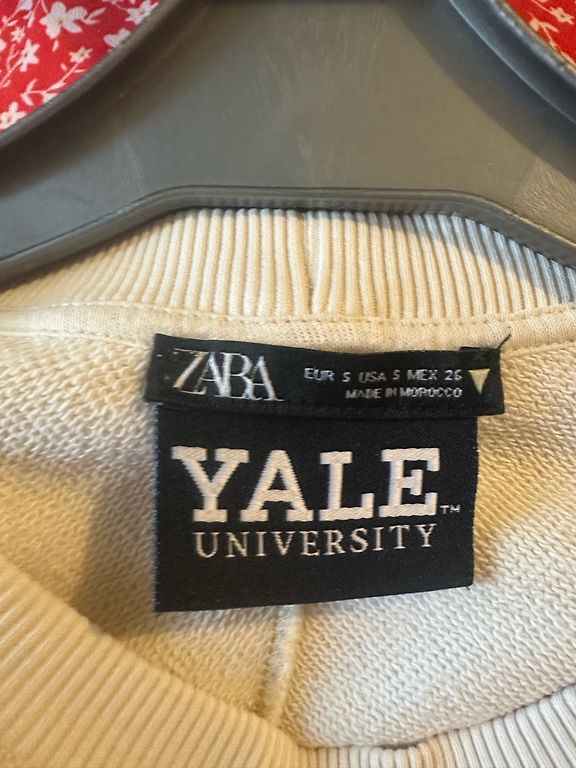 ZARA
EUR S USA S MEX 26
MADE IN MOROCCO
YALE™
UNIVERSITY